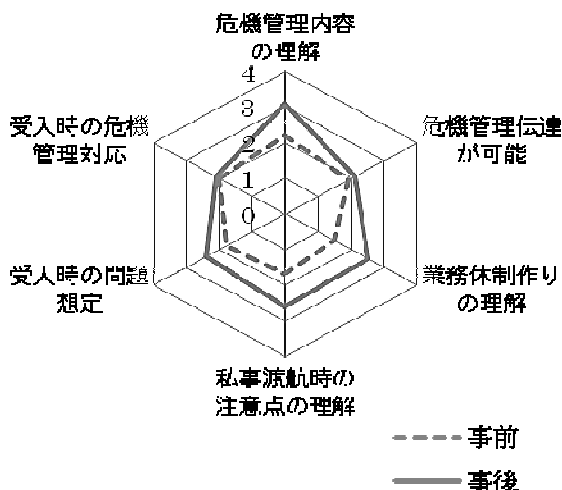 危機管理内容
の理解
4
3
2
1
0
危機管理伝達
が可能
業務体制作り
の理解
私事渡航時の
注意点の理解
受入時の問題
想定
受入時の危機
管理対応
事前
事後